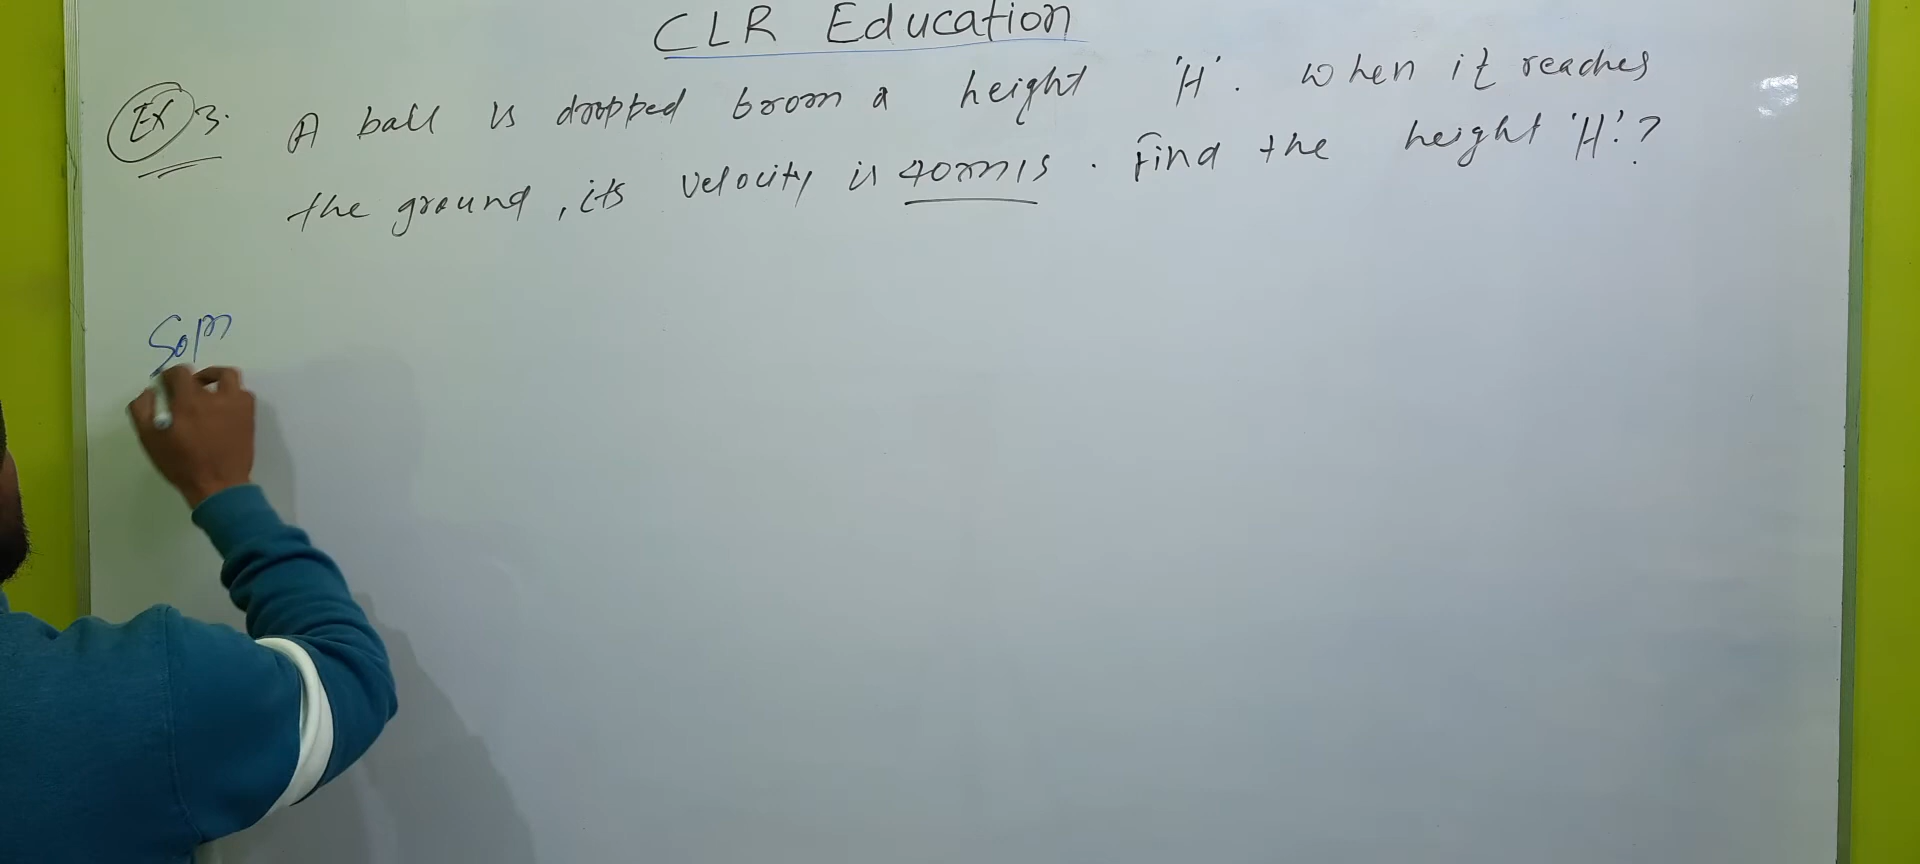 CLR Education
Ex 3. A ball is dropped from a height 'H'. When it reaches
the ground, its velocity is 40m/s. Find the height 'H'?
Soln